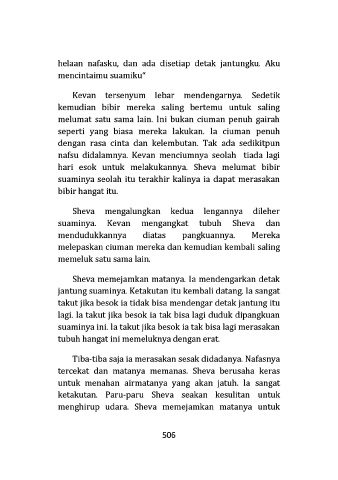 helaan nafasku, dan ada disetiap detak jantungku. Aku
mencintaimu suamiku"
Kevan tersenyum lebar mendengarnya. Sedetik
kemudian bibir mereka saling bertemu untuk saling
melumat satu sama lain. Ini bukan ciuman penuh gairah
seperti yang biasa mereka lakukan. Ia ciuman penuh
dengan rasa cinta dan kelembutan. Tak ada sedikitpun
nafsu didalamnya. Kevan menciumnya seolah tiada lagi
hari esok untuk melakukannya. Sheva melumat bibir
suaminya seolah itu terakhir kalinya ia dapat merasakan
bibir hangat itu.
Sheva mengalungkan kedua lengannya dileher
suaminya. Kevan mengangkat tubuh Sheva dan
mendudukkannya diatas pangkuannya. Mereka
melepaskan ciuman mereka dan kemudian kembali saling
memeluk satu sama lain.
Sheva memejamkan matanya. Ia mendengarkan detak
jantung suaminya. Ketakutan itu kembali datang. Ia sangat
takut jika besok ia tidak bisa mendengar detak jantung itu
lagi. Ia takut jika besok ia tak bisa lagi duduk dipangkuan
suaminya ini. Ia takut jika besok ia tak bisa lagi merasakan
tubuh hangat ini memeluknya dengan erat.
Tiba-tiba saja ia merasakan sesak didadanya. Nafasnya
tercekat dan matanya memanas. Sheva berusaha keras
untuk menahan airmatanya yang akan jatuh. Ia sangat
ketakutan. Paru-paru Sheva seakan kesulitan untuk
menghirup udara. Sheva memejamkan matanya untuk
506